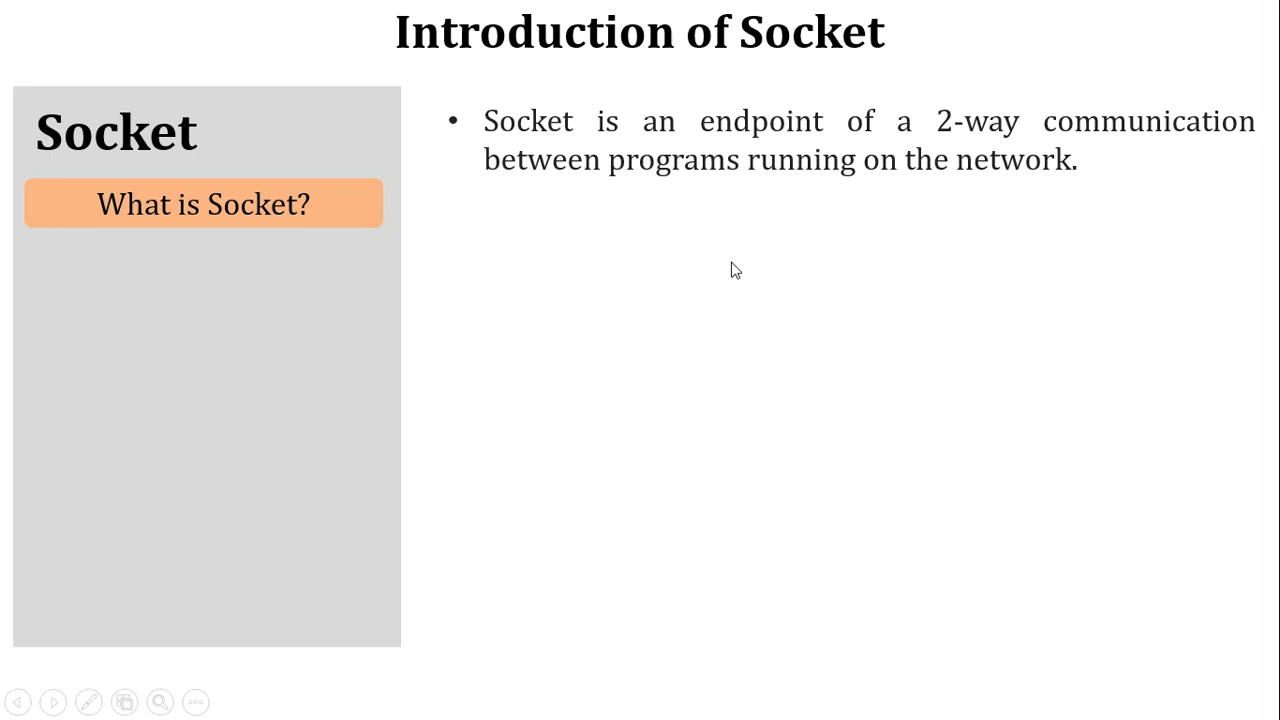 Introduction of Socket
Socket
What is Socket?
• Socket is an endpoint of a 2-way communication
between programs running on the network.